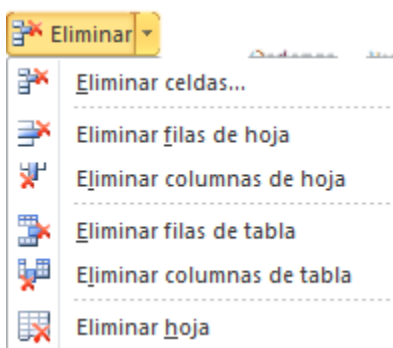 Eliminar
Eliminar celdas...
Eliminar filas de hoja
Eliminar columnas de hoja
Eliminar filas de tabla
Eliminar columnas de tabla
Eliminar hoja